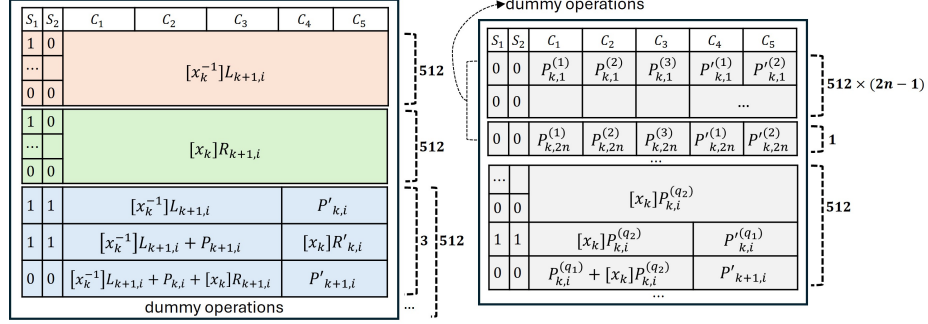 S₁ S₂ C₁ C₂ C₃ C₄ C₅
1 0
... [x_k^{-1}]L_{k+1,i} 512
0 0
1 0
... [x_k]R_{k+1,i} 512
0 0
1 1 [x_k^{-1}]L_{k+1,i} P'_{k,i}
1 1 [x_k^{-1}]L_{k+1,i} + P_{k+1,i} [x_k]R'_{k,i} 3 512
0 0 [x_k^{-1}]L_{k+1,i} + P_{k,i} + [x_k]R_{k+1,i} P'_{k+1,i}
dummy operations ...
dummy operations
S₁ S₂ C₁ C₂ C₃ C₄ C₅
0 0 P_{k,1}^{(1)} P_{k,1}^{(2)} P_{k,1}^{(3)} P'_{k,1}^{(1)} P'_{k,1}^{(2)} 512 × (2n − 1)
0 0 ...
0 0 P_{k,2n}^{(1)} P_{k,2n}^{(2)} P_{k,2n}^{(3)} P'_{k,2n}^{(1)} P'_{k,2n}^{(2)} 1
...
... [x_k]P_{k,i}^{(q₂)} 512
0 0
1 1 [x_k]P_{k,i}^{(q₂)} P'_{k,i}^{(q₁)}
0 0 P_{k,i}^{(q₁)} + [x_k]P_{k,i}^{(q₂)} P'_{k+1,i}
...